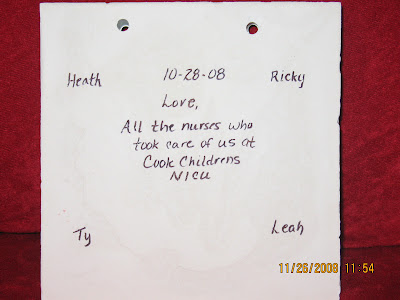 Heath 10-28-08 Ricky
Love,
All the nurses who
took care of us at
Cook Childrens
NICU
Ty Leah
11/26/2009 11:54